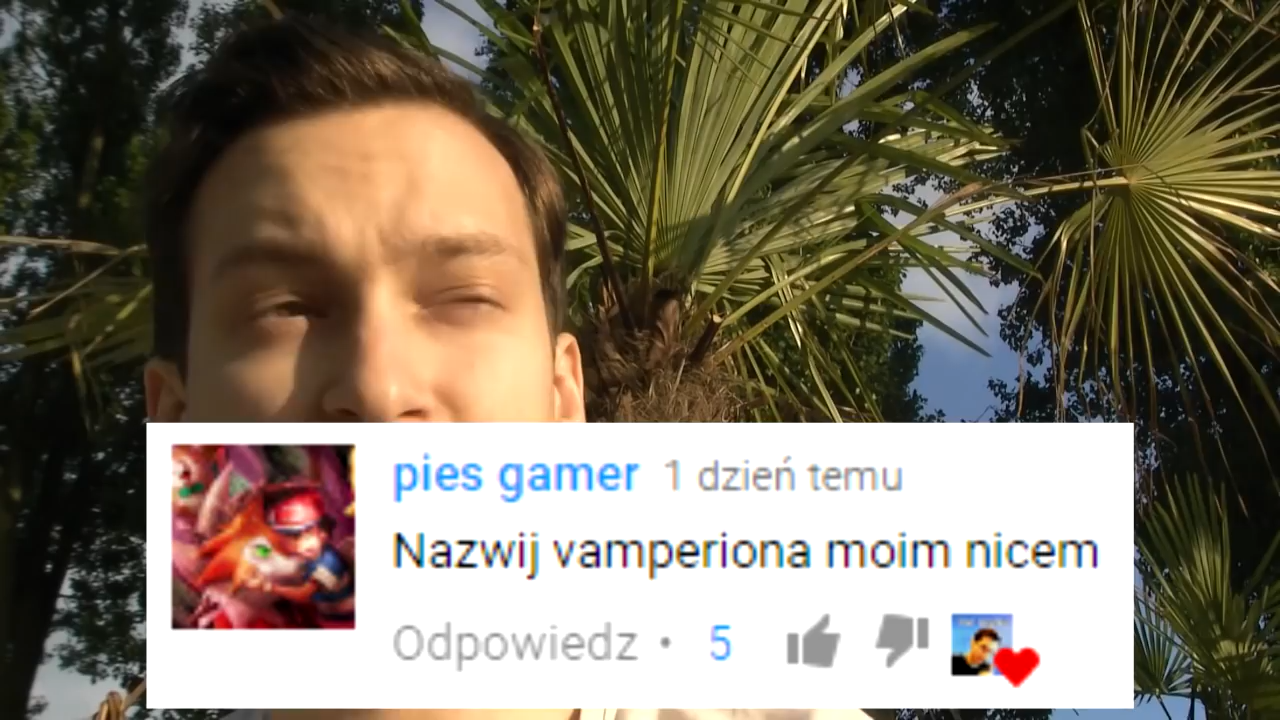 pies gamer 1 dzień temu
Nazwij vamperiona moim nicem
Odpowiedz • 5